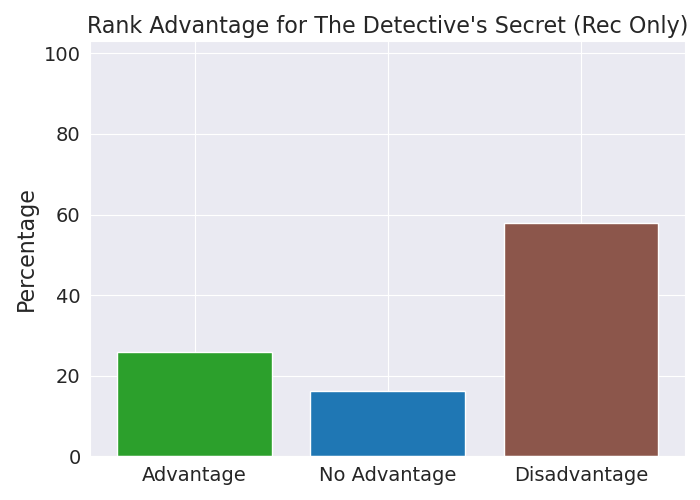 Rank Advantage for The Detective's Secret (Rec Only)
Percentage
100
80
60
40
20
0
Advantage
No Advantage
Disadvantage